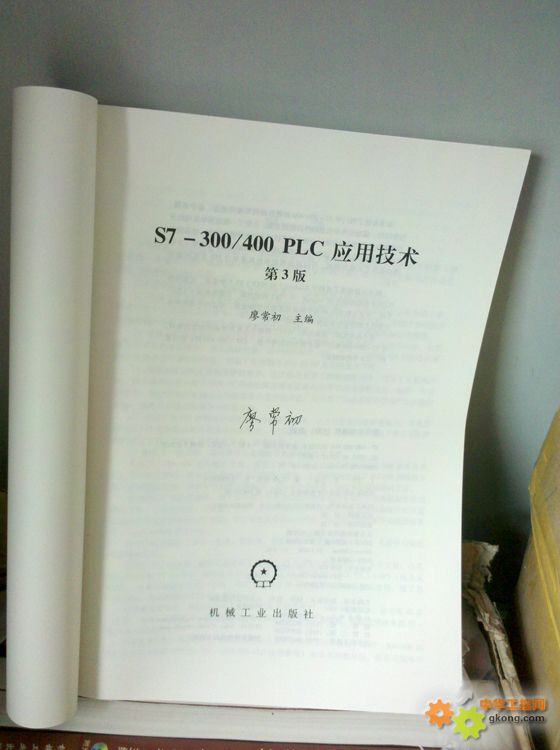 S7-300/400 PLC 应用技术
第3版
廖常初 主编
廖常初
机械工业出版社
中华工控网
gkong.com